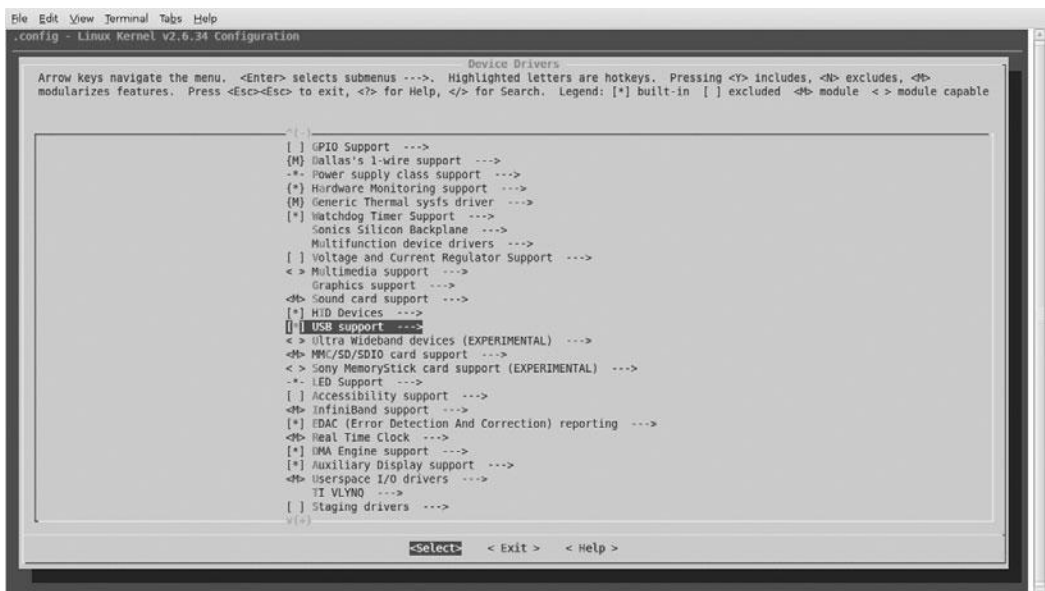 File Edit View Terminal Tabs Help
.config - Linux Kernel v2.6.34 Configuration
Device Drivers
Arrow keys navigate the menu. <Enter> selects submenus --->. Highlighted letters are hotkeys. Pressing <Y> includes, <N> excludes, <M>
modularizes features. Press <Esc><Esc> to exit, <?> for Help, </> for Search. Legend: [*] built-in [ ] excluded <M> module < > module capable
^(-)
[ ] GPIO Support --->
{M} Dallas's 1-wire support --->
-*- Power supply class support --->
{*} Hardware Monitoring support --->
{M} Generic Thermal sysfs driver --->
[*] Watchdog Timer Support --->
Sonics Silicon Backplane --->
Multifunction device drivers --->
[ ] Voltage and Current Regulator Support --->
< > Multimedia support --->
Graphics support --->
<M> Sound card support --->
[*] HID Devices --->
[*] USB support --->
< > Ultra Wideband devices (EXPERIMENTAL) --->
<M> MMC/SD/SDIO card support --->
< > Sony MemoryStick card support (EXPERIMENTAL) --->
-*- LED Support --->
[ ] Accessibility support --->
<M> InfiniBand support --->
[*] EDAC (Error Detection And Correction) reporting --->
<M> Real Time Clock --->
[*] DMA Engine support --->
[*] Auxiliary Display support --->
<M> Userspace I/O drivers --->
TI VLYNQ --->
[ ] Staging drivers --->
v(+)
<Select> < Exit > < Help >